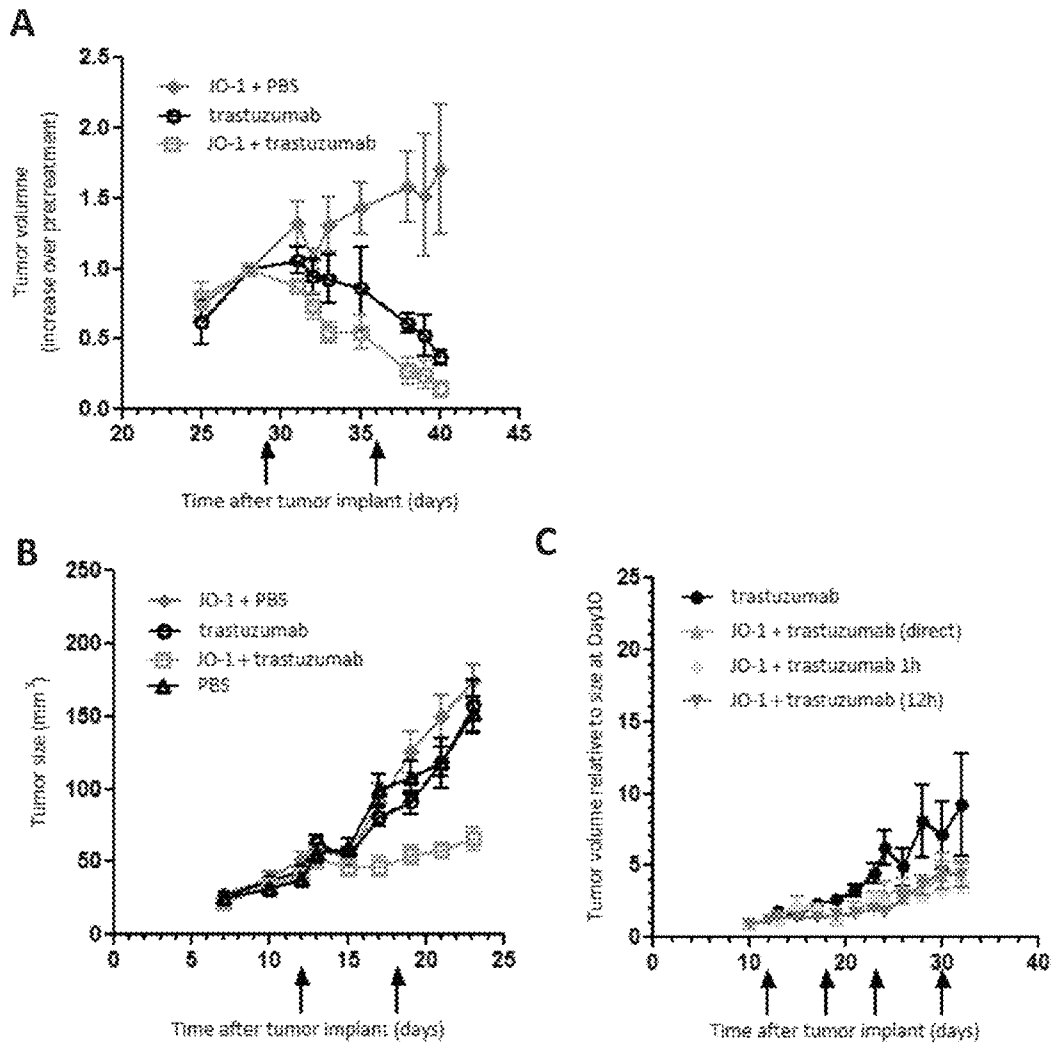 A
2.5
2.0
1.5
1.0
0.5
0.0
Tumor volumne
(increase over pretreatment)
JO-1 + PBS
trastuzumab
JO-1 + trastuzumab
20 25 30 35 40 45
Time after tumor implant (days)
B
250
200
150
100
50
0
Tumor size (mm³)
JO-1 + PBS
trastuzumab
JO-1 + trastuzumab
PBS
0 5 10 15 20 25
Time after tumor implant (days)
C
25
20
15
10
5
0
Tumor volume relative to size at Day10
trastuzumab
JO-1 + trastuzumab (direct)
JO-1 + trastuzumab 1h
JO-1 + trastuzumab (12h)
0 10 20 30 40
Time after tumor implant (days)